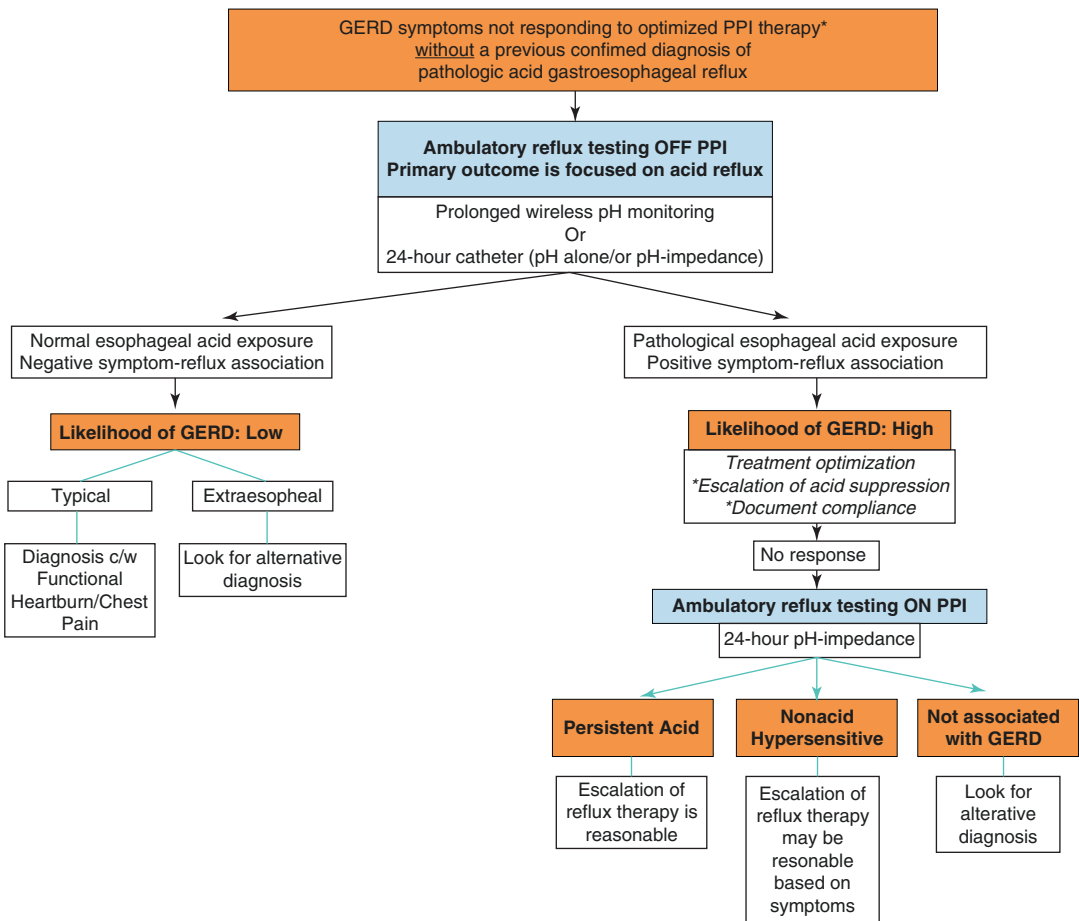 GERD symptoms not responding to optimized PPI therapy*
without a previous confimed diagnosis of
pathologic acid gastroesophageal reflux
Ambulatory reflux testing OFF PPI
Primary outcome is focused on acid reflux
Prolonged wireless pH monitoring
Or
24-hour catheter (pH alone/or pH-impedance)
Normal esophageal acid exposure
Negative symptom-reflux association
Likelihood of GERD: Low
Typical
Diagnosis c/w
Functional
Heartburn/Chest
Pain
Extraesopheal
Look for alternative
diagnosis
Pathological esophageal acid exposure
Positive symptom-reflux association
Likelihood of GERD: High
Treatment optimization
*Escalation of acid suppression
*Document compliance
No response
Ambulatory reflux testing ON PPI
24-hour pH-impedance
Persistent Acid
Escalation of
reflux therapy is
reasonable
Nonacid
Hypersensitive
Escalation of
reflux therapy
may be
resonable
based on
symptoms
Not associated
with GERD
Look for
alterative
diagnosis